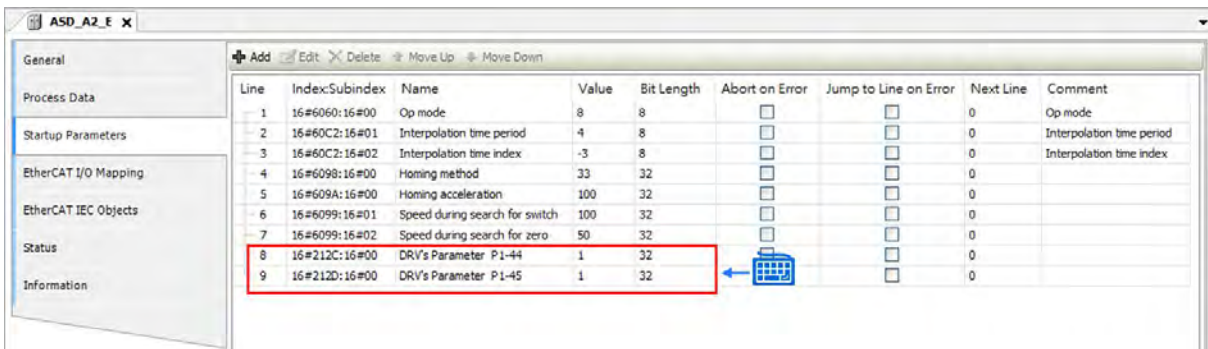 ASD_A2_E X
General
Process Data
Startup Parameters
EtherCAT I/O Mapping
EtherCAT IEC Objects
Status
Information
Add Edit Delete Move Up Move Down
Line Index:Subindex Name Value Bit Length Abort on Error Jump to Line on Error Next Line Comment
1 16#6060:16#00 Op mode 8 8 0 Op mode
2 16#60C2:16#01 Interpolation time period 4 8 0 Interpolation time period
3 16#60C2:16#02 Interpolation time index -3 8 0 Interpolation time index
4 16#6098:16#00 Homing method 33 32 0
5 16#609A:16#00 Homing acceleration 100 32 0
6 16#6099:16#01 Speed during search for switch 100 32 0
7 16#6099:16#02 Speed during search for zero 50 32 0
8 16#212C:16#00 DRV's Parameter P1-44 1 32 0
9 16#212D:16#00 DRV's Parameter P1-45 1 32 0